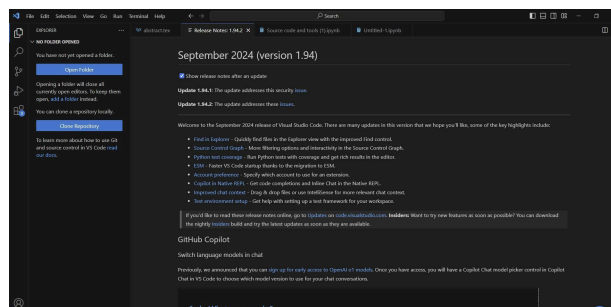 File Edit Selection View Go Run Terminal Help
Search
EXPLORER
abstract.tex
Release Notes: 1.94.2
Source code and tools (1).ipynb
Untitled-1.ipynb
NO FOLDER OPENED
You have not yet opened a folder.
Open Folder
Opening a folder will close all
currently open editors. To keep them
open, add a folder instead.
You can clone a repository locally.
Clone Repository
To learn more about how to use Git
and source control in VS Code read
our docs.
September 2024 (version 1.94)
Show release notes after an update
Update 1.94.1: The update addresses this security issue.
Update 1.94.2: The update addresses these issues.
Welcome to the September 2024 release of Visual Studio Code. There are many updates in this version that we hope you'll like, some of the key highlights include:
• Find in Explorer - Quickly find files in the Explorer view with the improved Find control.
• Source Control Graph - More filtering options and interactivity in the Source Control Graph.
• Python test coverage - Run Python tests with coverage and get rich results in the editor.
• ESM - Faster VS Code startup thanks to the migration to ESM.
• Account preference - Specify which account to use for an extension.
• Copilot in Native REPL - Get code completions and Inline Chat in the Native REPL.
• Improved chat context - Drag & drop files or use IntelliSense for more relevant chat context.
• Test environment setup - Get help with setting up a test framework for your workspace.
If you'd like to read these release notes online, go to Updates on code.visualstudio.com. Insiders: Want to try new features as soon as possible? You can download
the nightly Insiders build and try the latest updates as soon as they are available.
GitHub Copilot
Switch language models in chat
Previously, we announced that you can sign up for early access to OpenAI o1 models. Once you have access, you will have a Copilot Chat model picker control in Copilot
Chat in VS Code to choose which model version to use for your chat conversations.